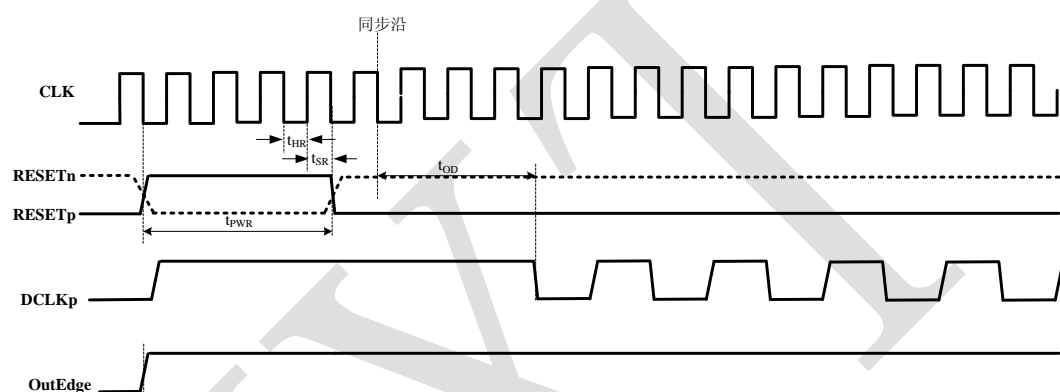 同步沿
CLK
tHR
tSR
tOD
RESETn
RESETp
tPWR
DCLKp
OutEdge